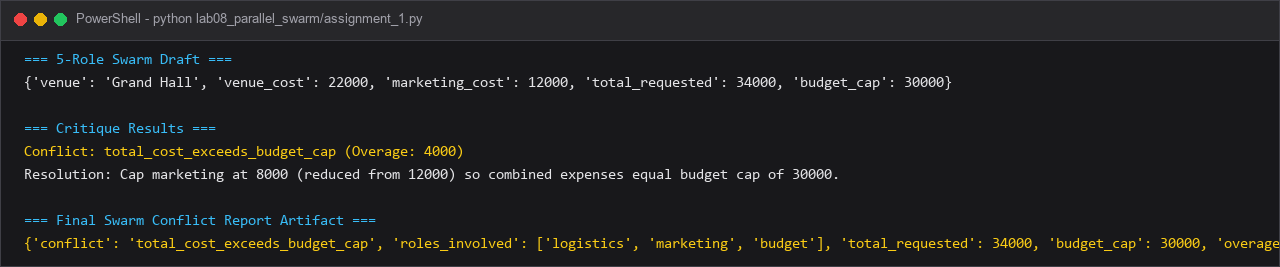 PowerShell - python lab08_parallel_swarm/assignment_1.py
=== 5-Role Swarm Draft ===
{'venue': 'Grand Hall', 'venue_cost': 22000, 'marketing_cost': 12000, 'total_requested': 34000, 'budget_cap': 30000}
=== Critique Results ===
Conflict: total_cost_exceeds_budget_cap (Overage: 4000)
Resolution: Cap marketing at 8000 (reduced from 12000) so combined expenses equal budget cap of 30000.
=== Final Swarm Conflict Report Artifact ===
{'conflict': 'total_cost_exceeds_budget_cap', 'roles_involved': ['logistics', 'marketing', 'budget'], 'total_requested': 34000, 'budget_cap': 30000, 'overage